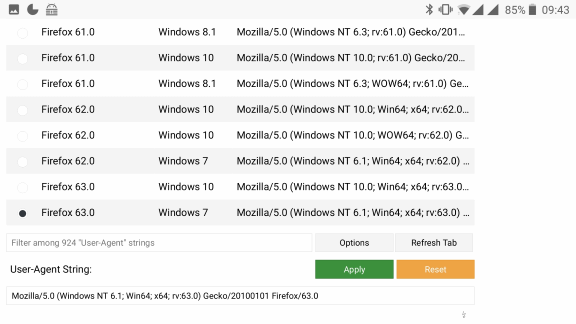 85% 09:43
Firefox 61.0 Windows 8.1 Mozilla/5.0 (Windows NT 6.3; rv:61.0) Gecko/201...
Firefox 61.0 Windows 10 Mozilla/5.0 (Windows NT 10.0; rv:61.0) Gecko/20...
Firefox 61.0 Windows 8.1 Mozilla/5.0 (Windows NT 6.3; WOW64; rv:61.0) Ge...
Firefox 62.0 Windows 10 Mozilla/5.0 (Windows NT 10.0; Win64; x64; rv:62.0...
Firefox 62.0 Windows 10 Mozilla/5.0 (Windows NT 10.0; WOW64; rv:62.0) G...
Firefox 62.0 Windows 7 Mozilla/5.0 (Windows NT 6.1; Win64; x64; rv:62.0) ...
Firefox 63.0 Windows 10 Mozilla/5.0 (Windows NT 10.0; Win64; x64; rv:63.0...
Firefox 63.0 Windows 7 Mozilla/5.0 (Windows NT 6.1; Win64; x64; rv:63.0) ...
Filter among 924 "User-Agent" strings Options Refresh Tab
User-Agent String: Apply Reset
Mozilla/5.0 (Windows NT 6.1; Win64; x64; rv:63.0) Gecko/20100101 Firefox/63.0